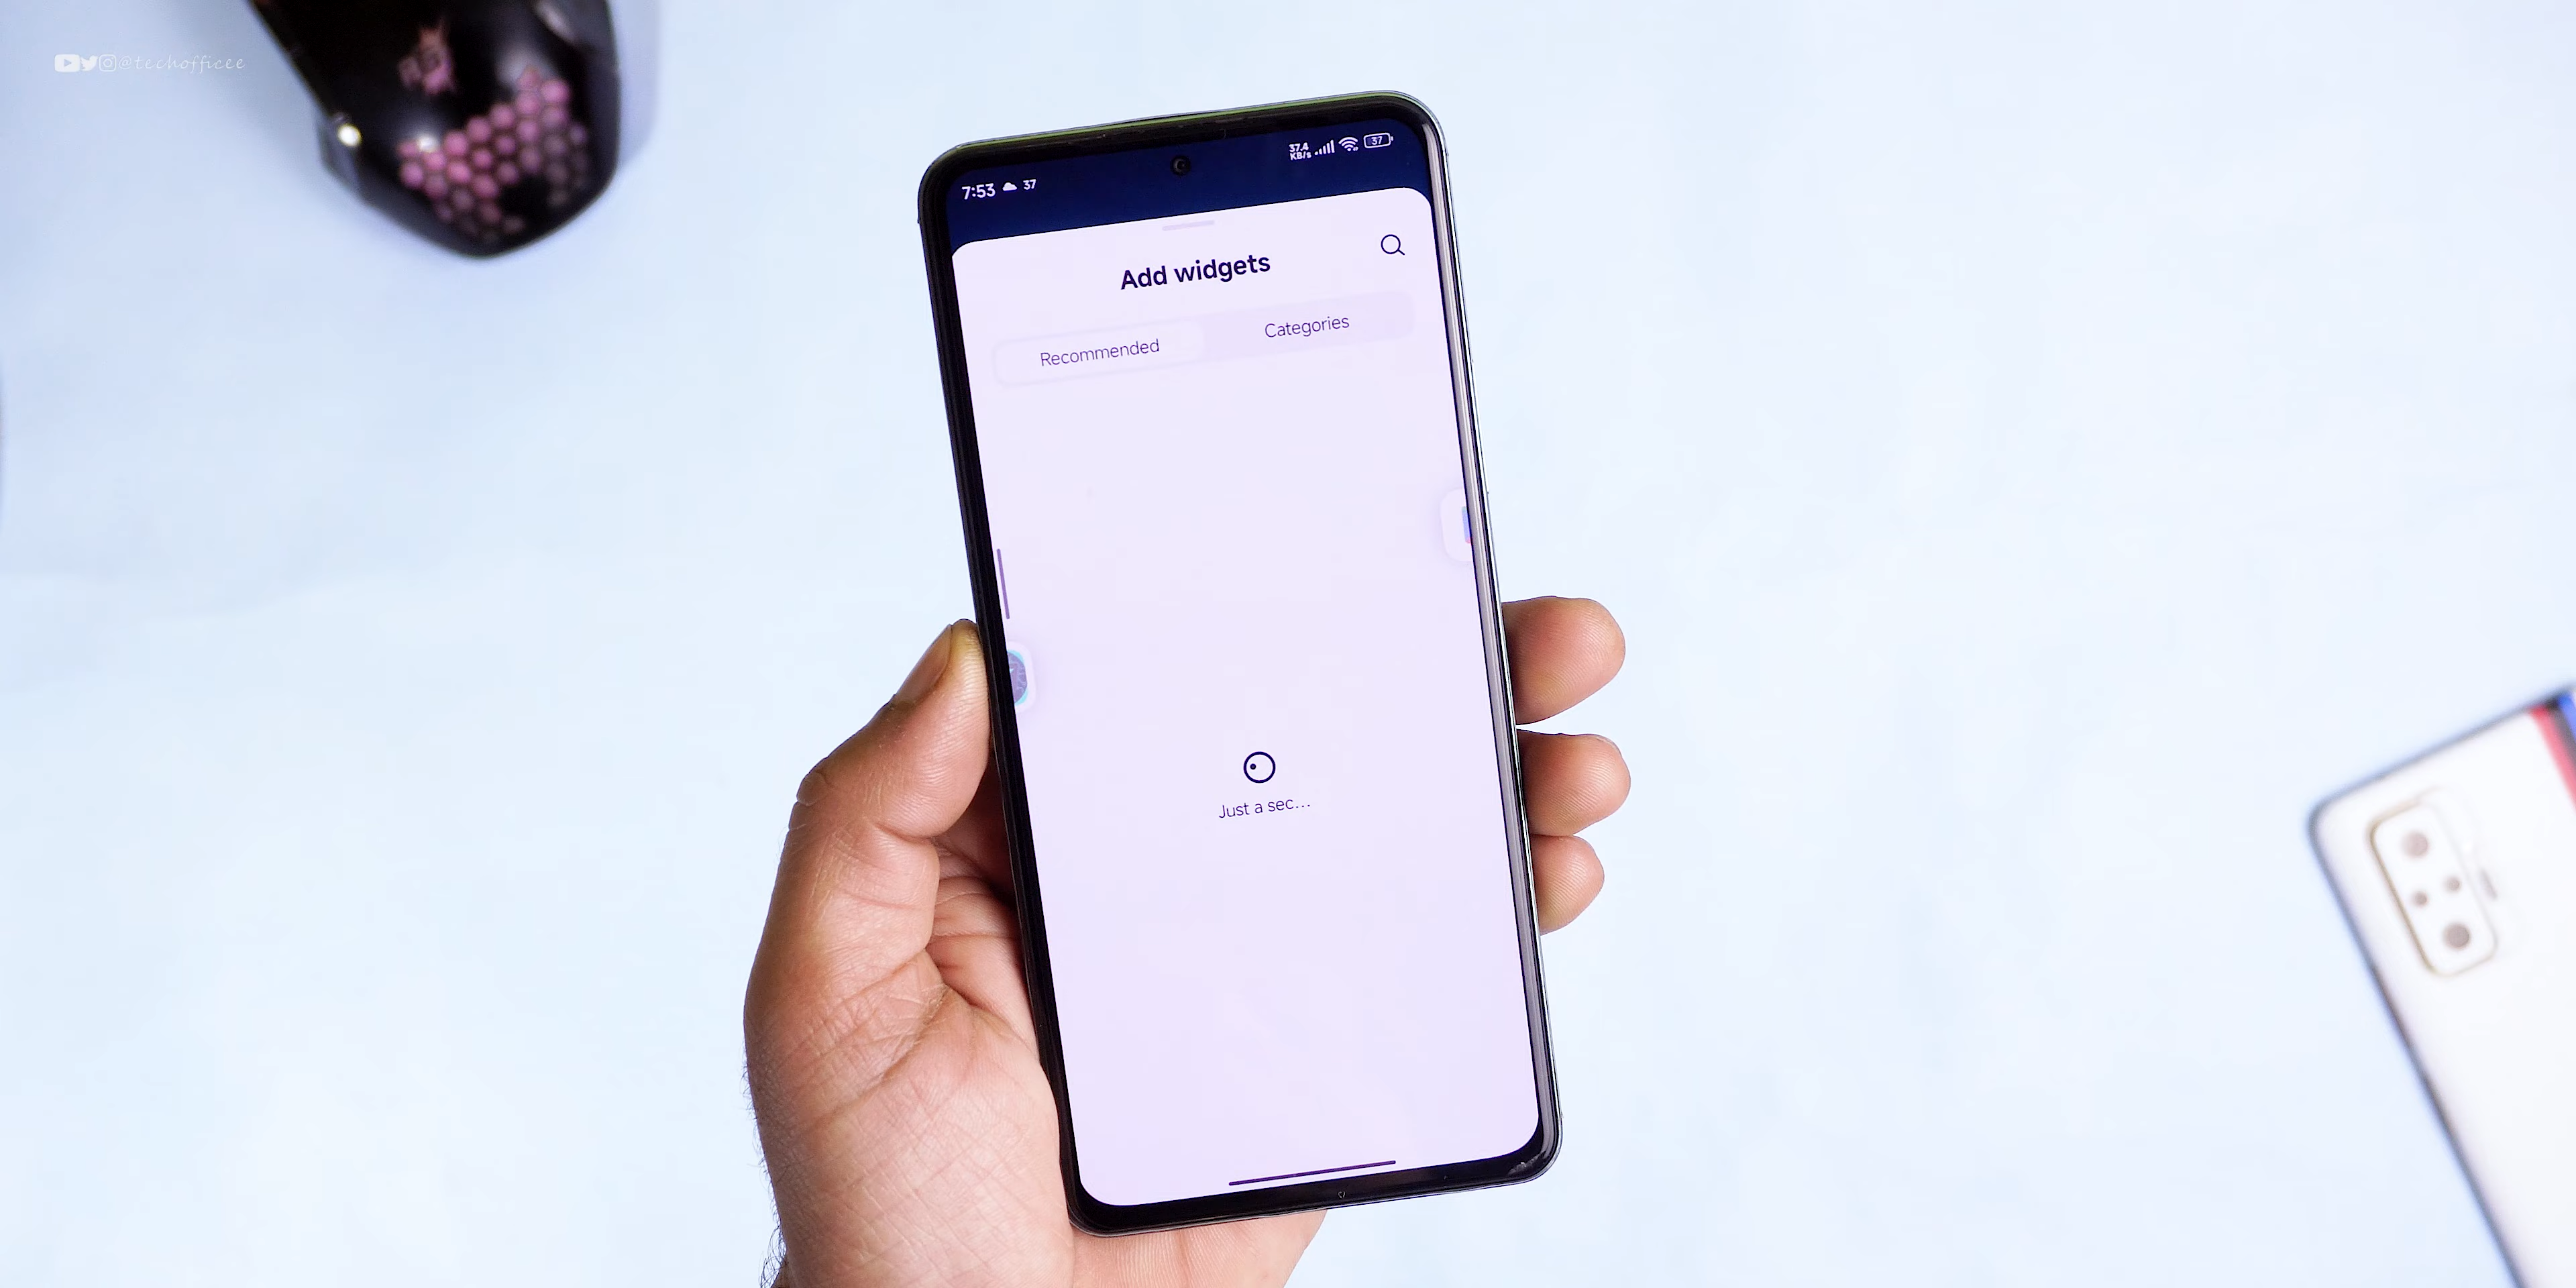 @techofficee
37.4
KB/s
37
7:53 37
Add widgets
Recommended
Categories
Just a sec...